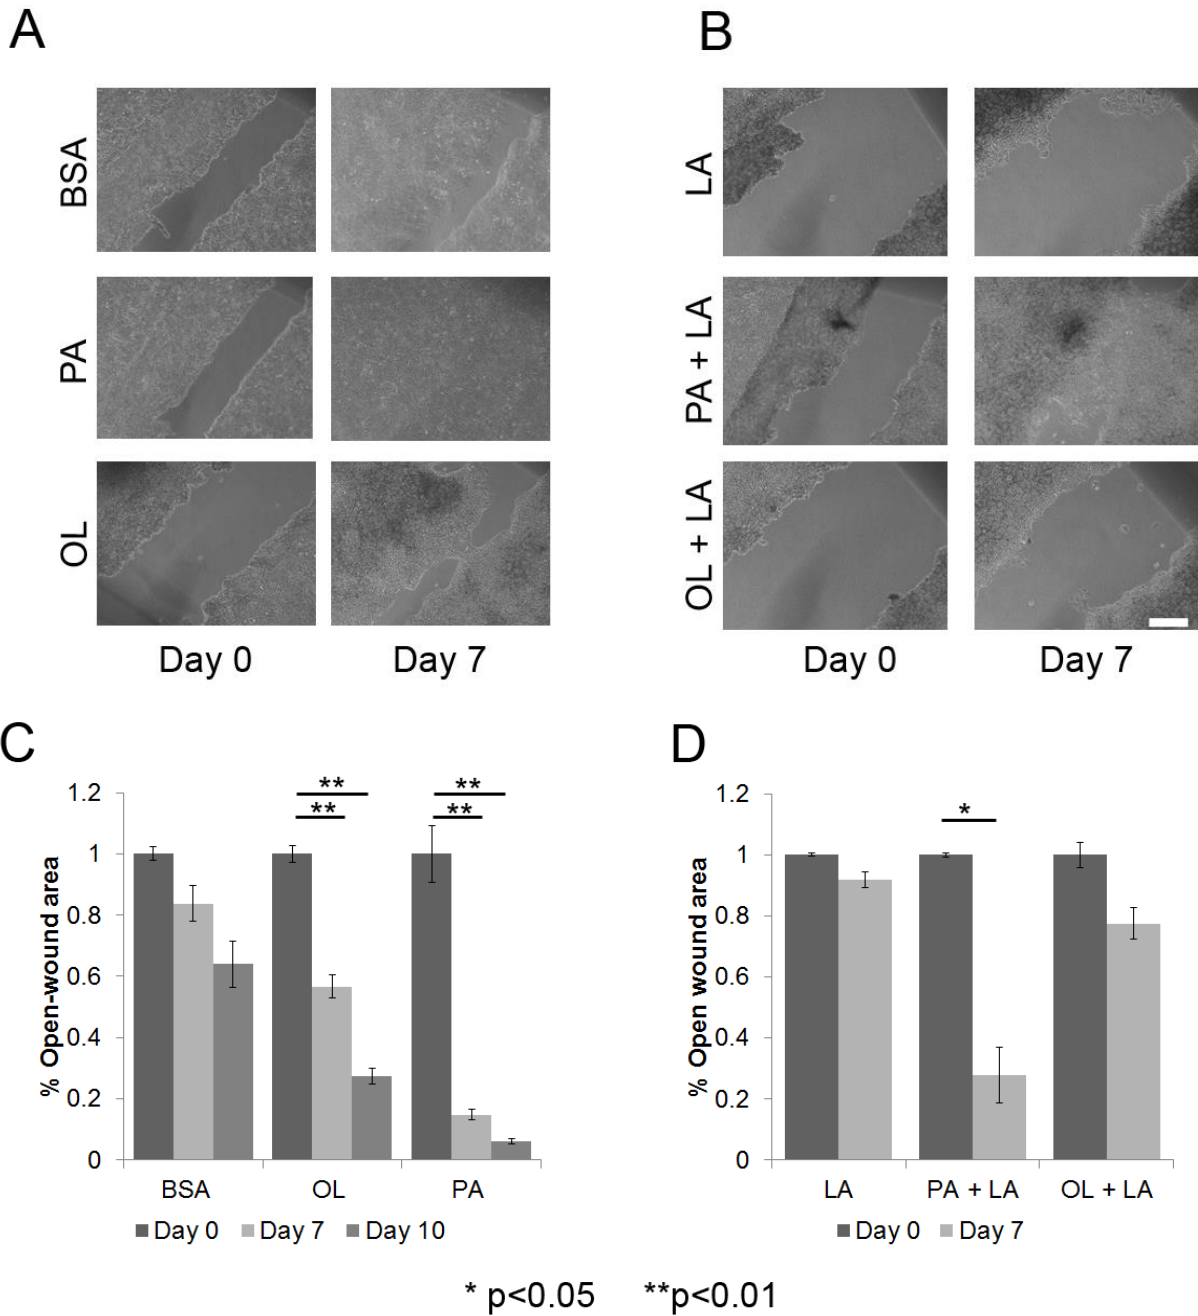 A
B
BSA
PA
OL
LA
PA + LA
OL + LA
Day 0
Day 7
Day 0
Day 7
C
% Open-wound area
1.2
1
0.8
0.6
0.4
0.2
0
** **
** **
BSA OL PA
Day 0 Day 7 Day 10
D
% Open wound area
1.2
1
0.8
0.6
0.4
0.2
0
*
LA PA + LA OL + LA
Day 0 Day 7
* p<0.05 **p<0.01